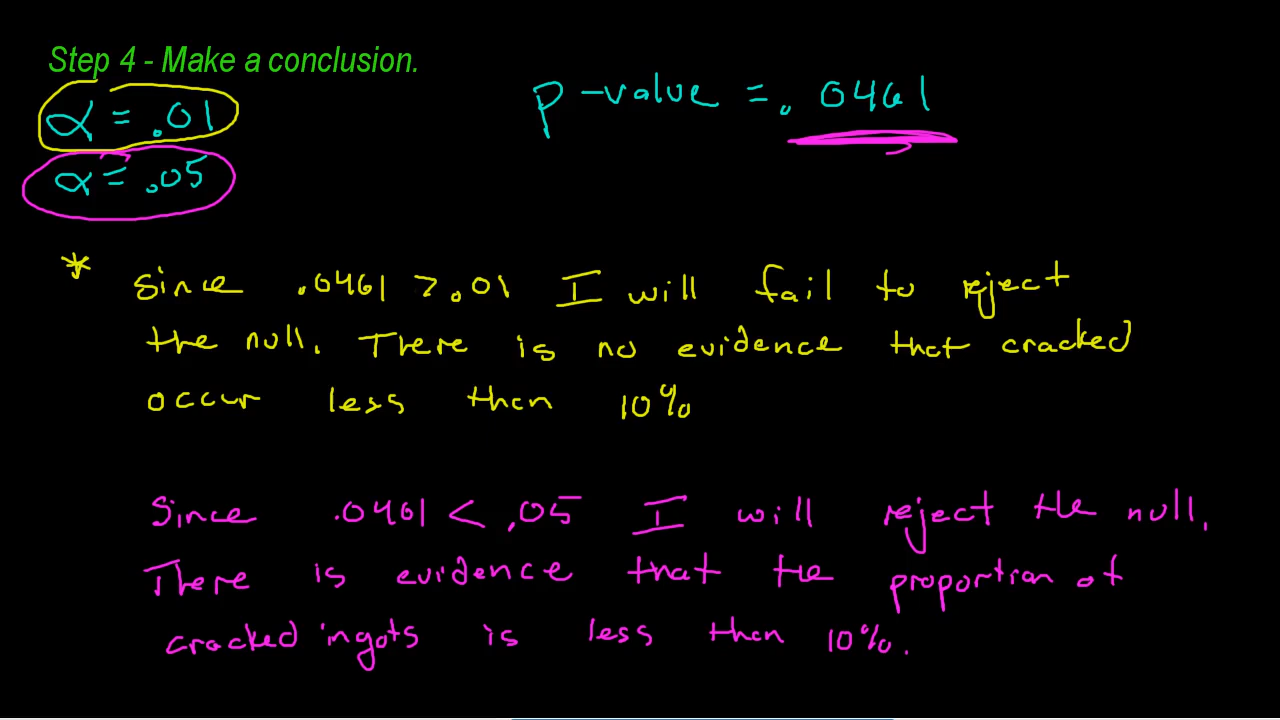 Step 4 - Make a conclusion.
α = .01
p-value = .0461
α = .05
* Since .0461 > .01 I will fail to reject
the null. There is no evidence that cracked
occur less than 10%
Since .0461 < .05 I will reject the null.
There is evidence that the proportion of
cracked ingots is less than 10%.